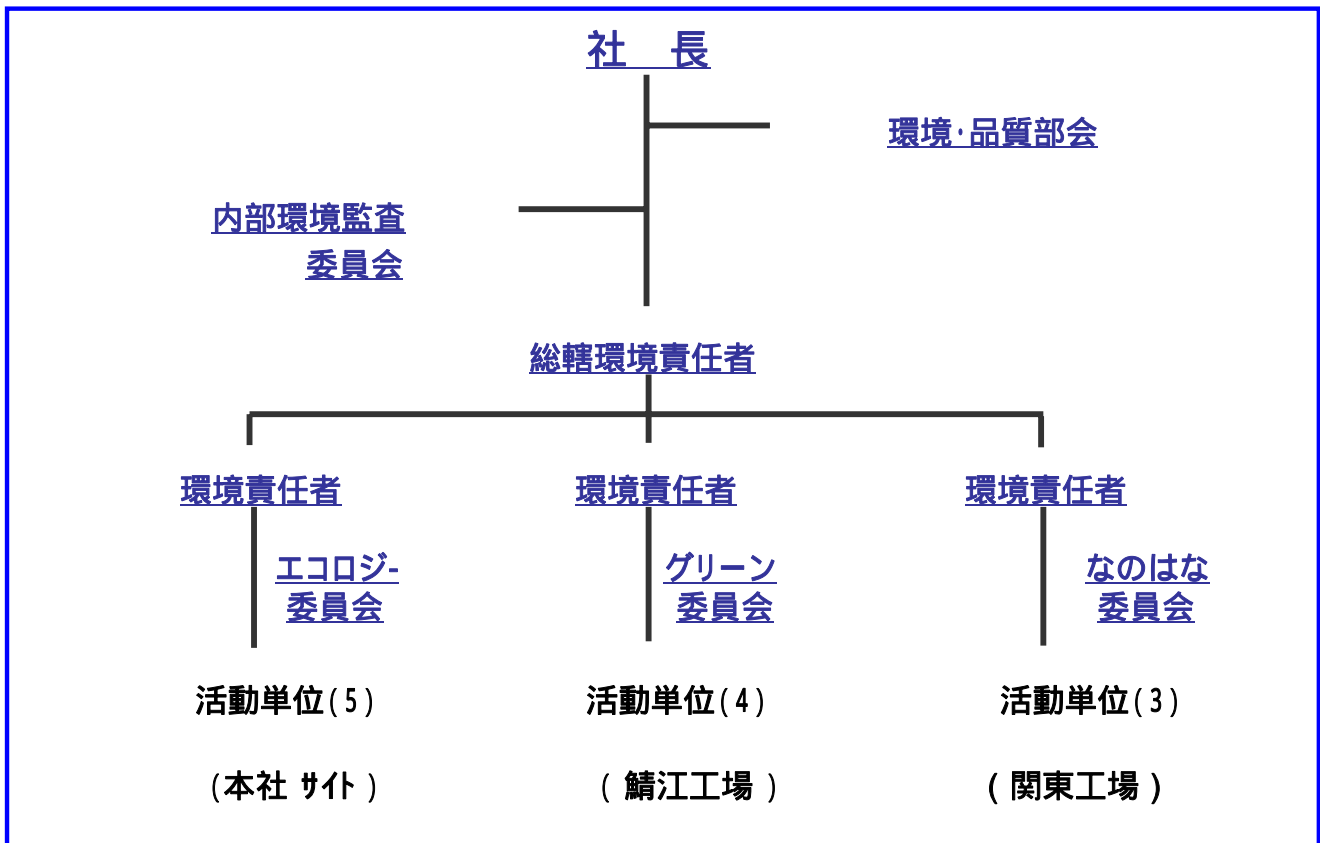 社　長
環境･品質部会
内部環境監査
委員会
総轄環境責任者
環境責任者 環境責任者 環境責任者
エコロジ- グリーン なのはな
委員会 委員会 委員会
活動単位(5) 活動単位(4) 活動単位(3)
(本社 ｻｲﾄ ) ( 鯖江工場 ) ( 関東工場 )